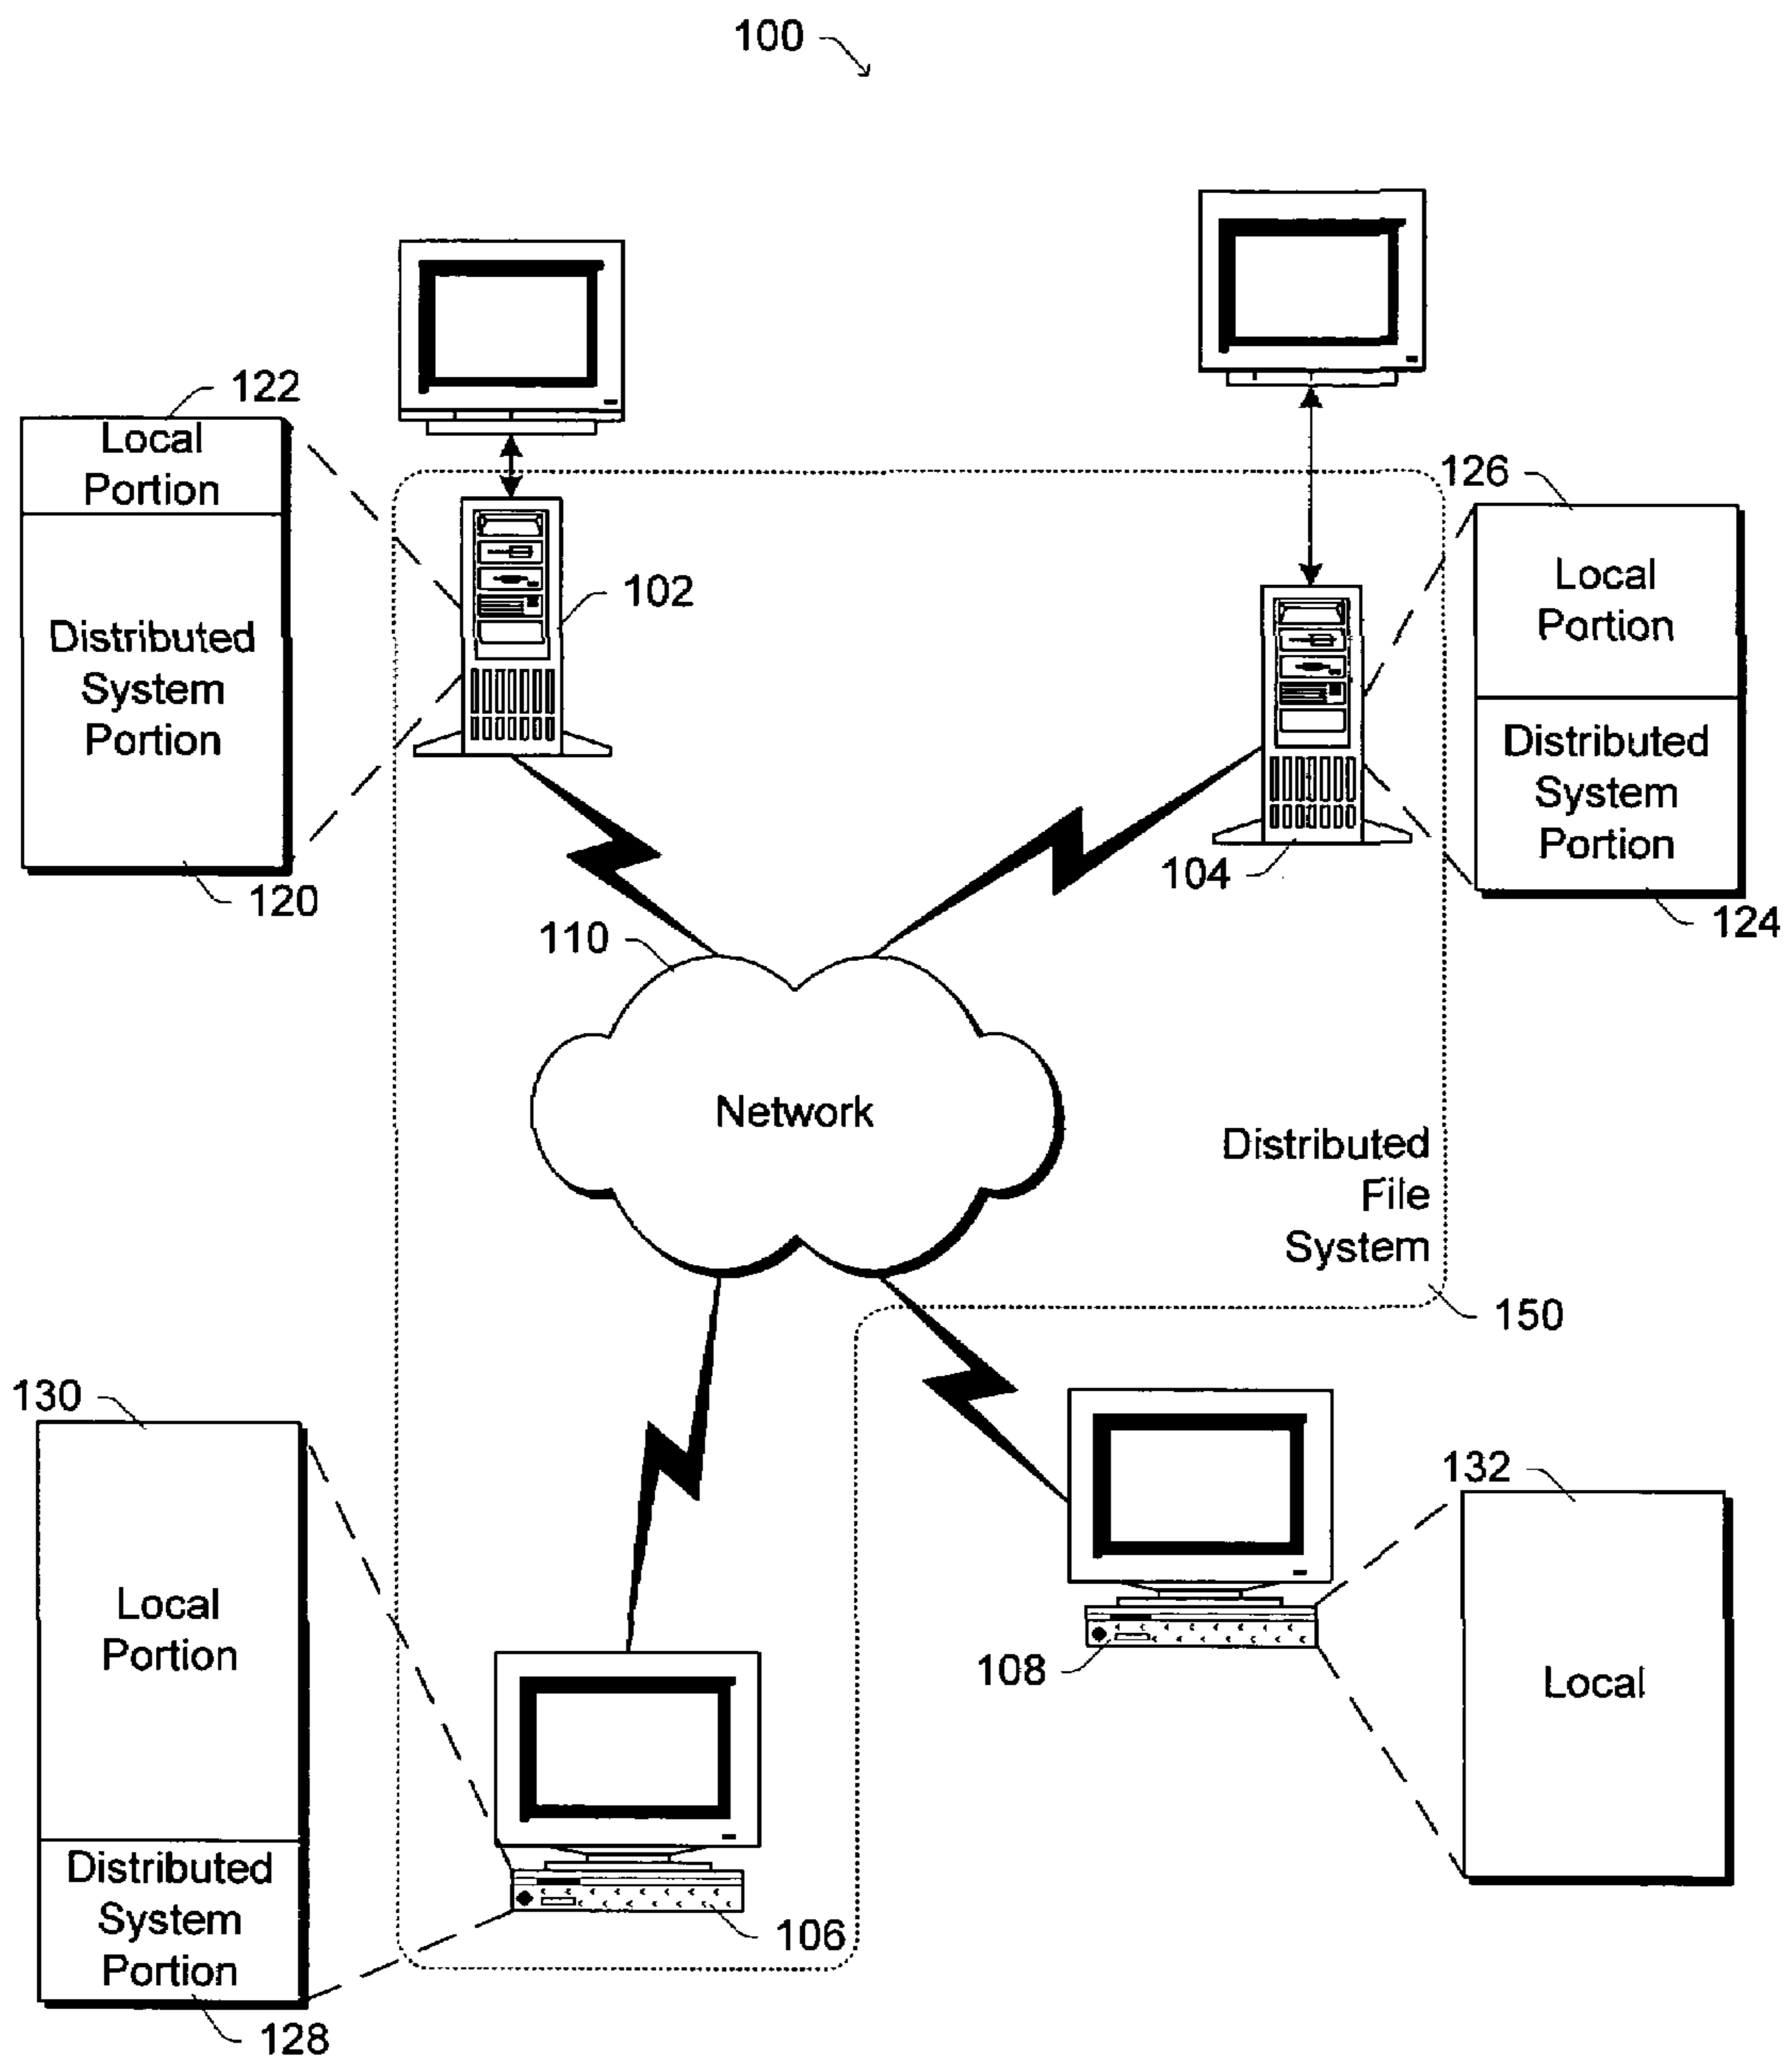 100
122
Local
Portion
Distributed
System
Portion
120
102
126
Local
Portion
Distributed
System
Portion
124
104
110
Network
Distributed
File
System
150
130
Local
Portion
Distributed
System
Portion
128
106
108
132
Local